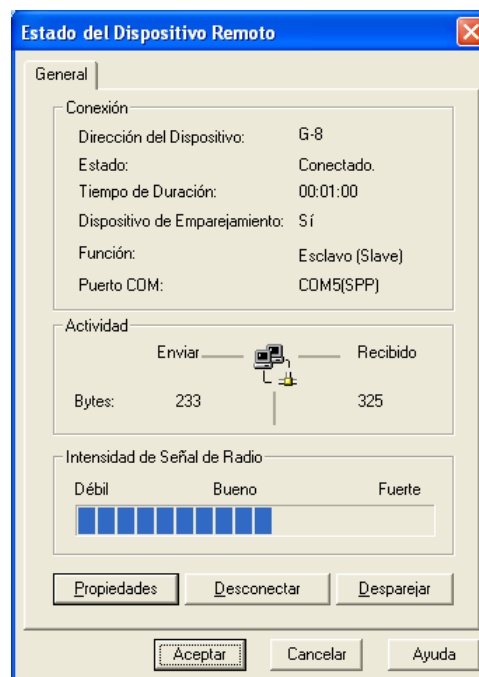 Estado del Dispositivo Remoto
General
Conexión
Dirección del Dispositivo: G-8
Estado: Conectado.
Tiempo de Duración: 00:01:00
Dispositivo de Emparejamiento: Sí
Función: Esclavo (Slave)
Puerto COM: COM5(SPP)
Actividad
Enviar Recibido
Bytes: 233 325
Intensidad de Señal de Radio
Débil Bueno Fuerte
Propiedades Desconectar Desparejar
Aceptar Cancelar Ayuda